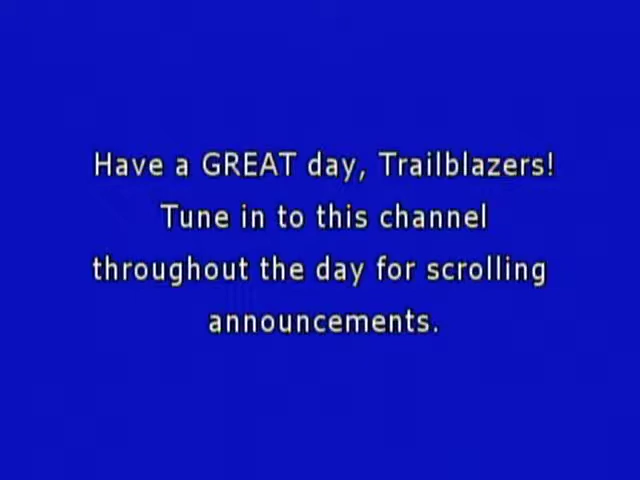 Have a GREAT day, Trailblazers!
Tune in to this channel
throughout the day for scrolling
announcements.